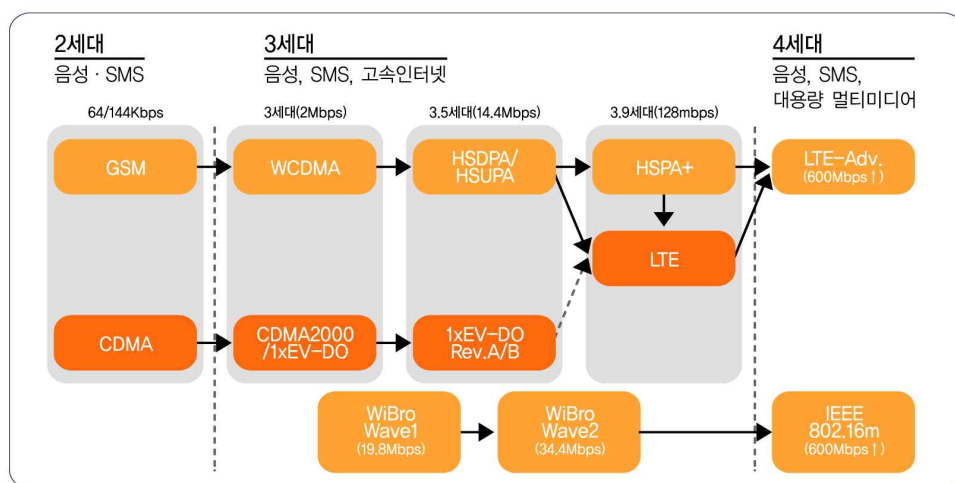 2세대
음성 · SMS
3세대
음성, SMS, 고속인터넷
4세대
음성, SMS,
대용량 멀티미디어
64/144Kbps
3세대(2Mbps)
3.5세대(14.4Mbps)
3.9세대(128mbps)
GSM
WCDMA
HSDPA/
HSUPA
HSPA+
LTE-Adv.
(600Mbps↑)
LTE
CDMA
CDMA2000
/1xEV-DO
1xEV-DO
Rev.A/B
WiBro
Wave1
(19.8Mbps)
WiBro
Wave2
(34.4Mbps)
IEEE
802.16m
(600Mbps↑)